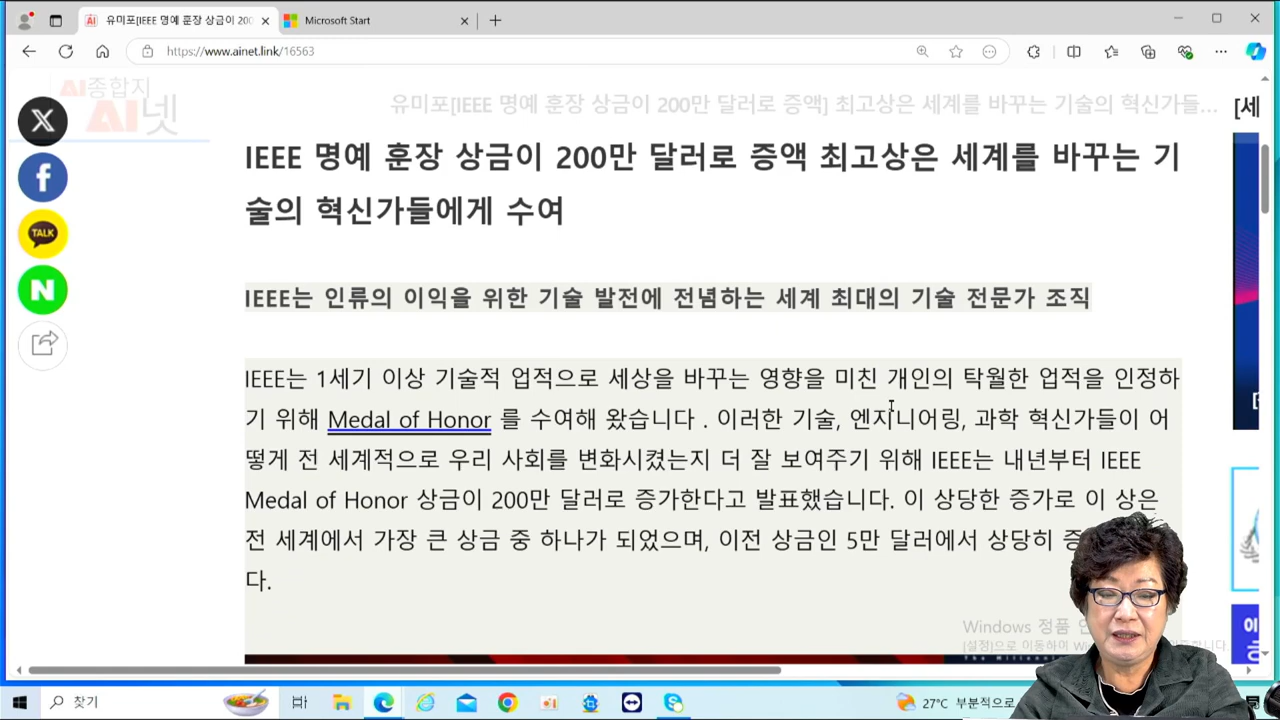 유미포[IEEE 명예 훈장 상금이 200
Microsoft Start
https://www.ainet.link/16563
AI종합지
AI넷
유미포[IEEE 명예 훈장 상금이 200만 달러로 증액] 최고상은 세계를 바꾸는 기술의 혁신가들...
[세
X
f
TALK
N
IEEE 명예 훈장 상금이 200만 달러로 증액 최고상은 세계를 바꾸는 기
술의 혁신가들에게 수여
IEEE는 인류의 이익을 위한 기술 발전에 전념하는 세계 최대의 기술 전문가 조직
IEEE는 1세기 이상 기술적 업적으로 세상을 바꾸는 영향을 미친 개인의 탁월한 업적을 인정하
기 위해 Medal of Honor 를 수여해 왔습니다 . 이러한 기술, 엔지니어링, 과학 혁신가들이 어
떻게 전 세계적으로 우리 사회를 변화시켰는지 더 잘 보여주기 위해 IEEE는 내년부터 IEEE
Medal of Honor 상금이 200만 달러로 증가한다고 발표했습니다. 이 상당한 증가로 이 상은
전 세계에서 가장 큰 상금 중 하나가 되었으며, 이전 상금인 5만 달러에서 상당히
다.
Windows 정품
[설정]으로 이동하여
찾기
27℃ 부분적으로